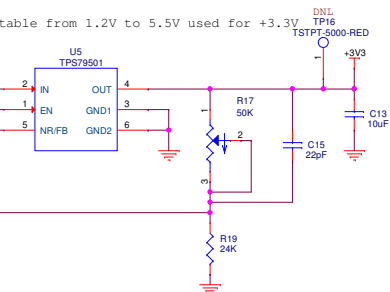 DNL
table from 1.2V to 5.5V used for +3.3V
TP16
TSTPT-5000-RED
U5
TPS79501
1
+3V3
2 IN OUT 4
1 EN GND1 3
5 NR/FB GND2 6
1
R17
50K
2
3
C13
10uF
C15
22pF
R19
24K